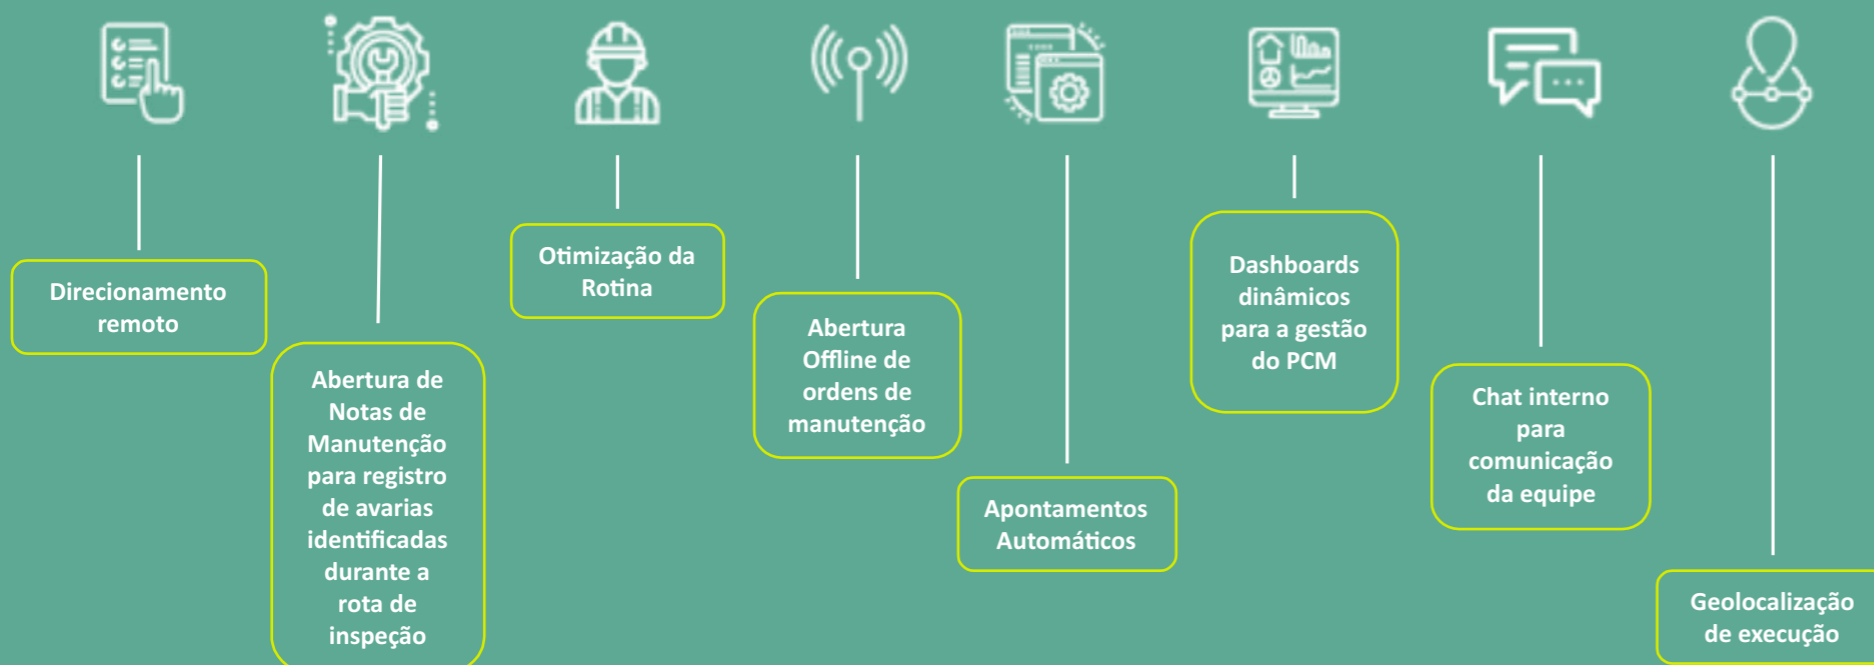 Direcionamento
remoto
Abertura de
Notas de
Manutenção
para registro
de avarias
identificadas
durante a
rota de
inspeção
Otimização da
Rotina
Abertura
Offline de
ordens de
manutenção
Apontamentos
Automáticos
Dashboards
dinâmicos
para a gestão
do PCM
Chat interno
para
comunicação
da equipe
Geolocalização
de execução